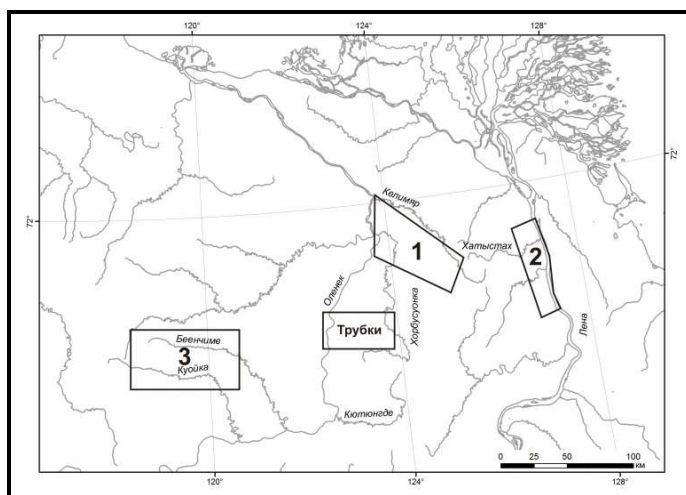 120° 124° 128°
72°
Келимяр
72°
1
Хатыстах
2
Оленек
Хорбусуонка
Лена
Трубки
Беенчиме
3
Куойка
Кютюнгде
0 25 50 100
км
120° 124° 128°